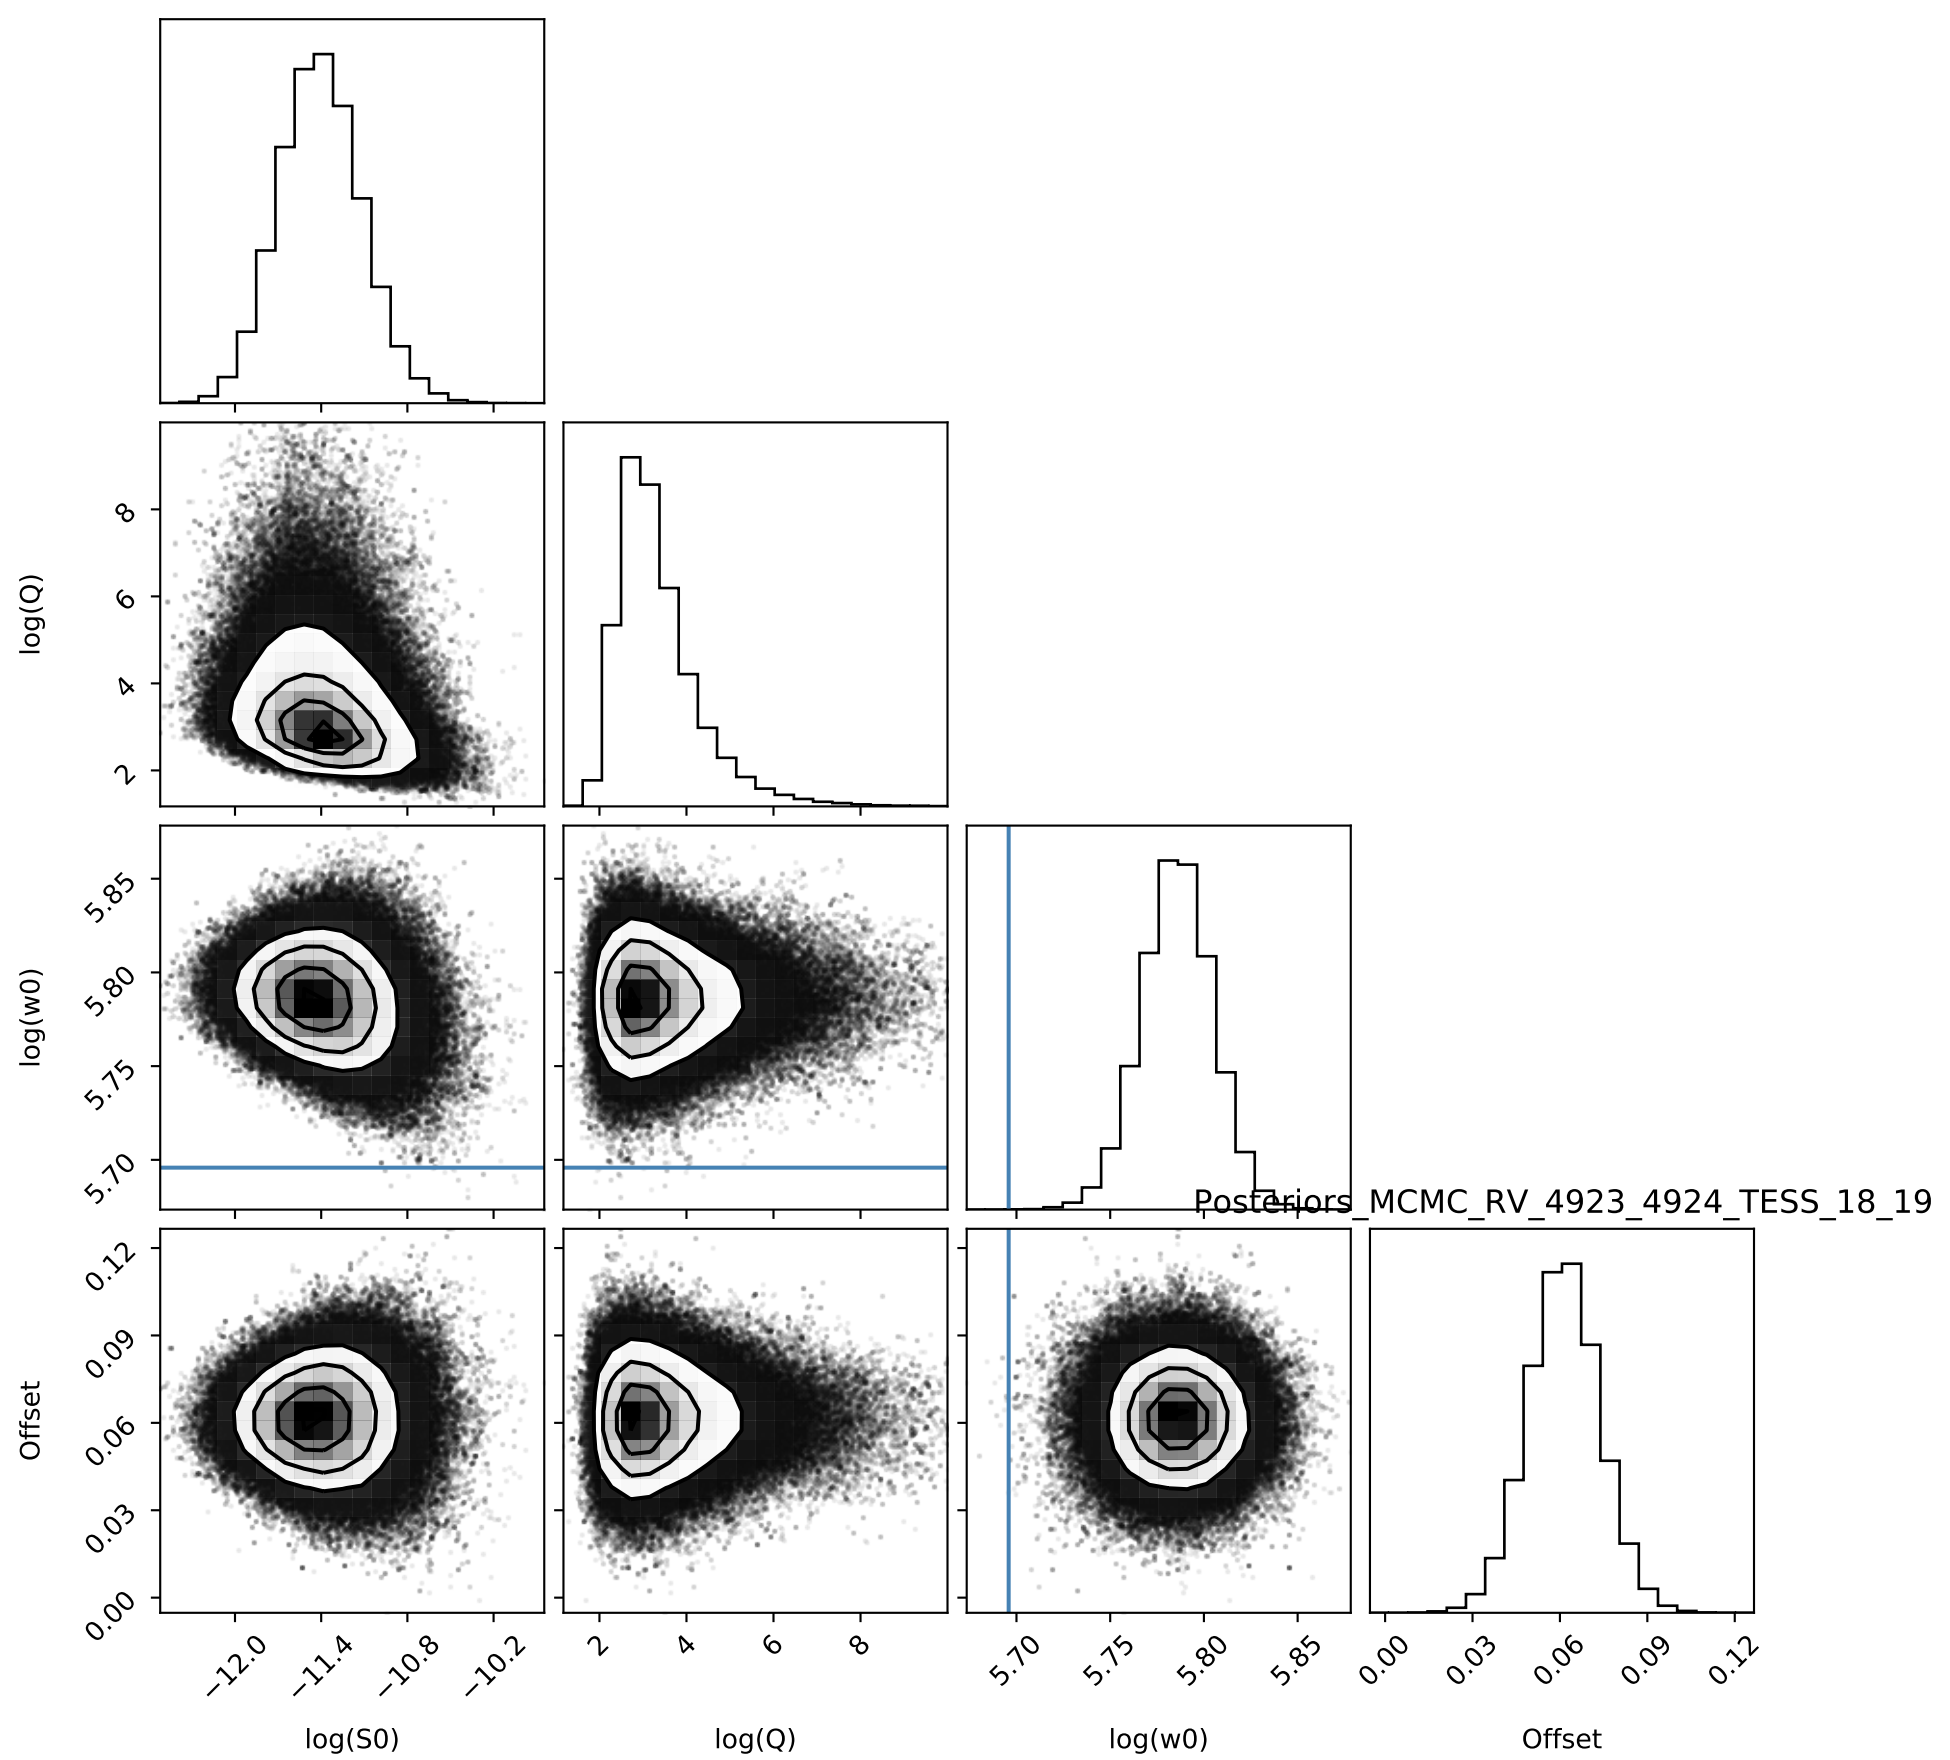 8
6
4
2
log(Q)
5.85
5.80
5.75
5.70
log(w0)
Posteriors_MCMC_RV_4923_4924_TESS_18_19
0.12
0.09
0.06
0.03
0.00
Offset
−12.0 −11.4 −10.8 −10.2
2 4 6 8
5.70 5.75 5.80 5.85
0.00 0.03 0.06 0.09 0.12
log(S0) log(Q) log(w0) Offset